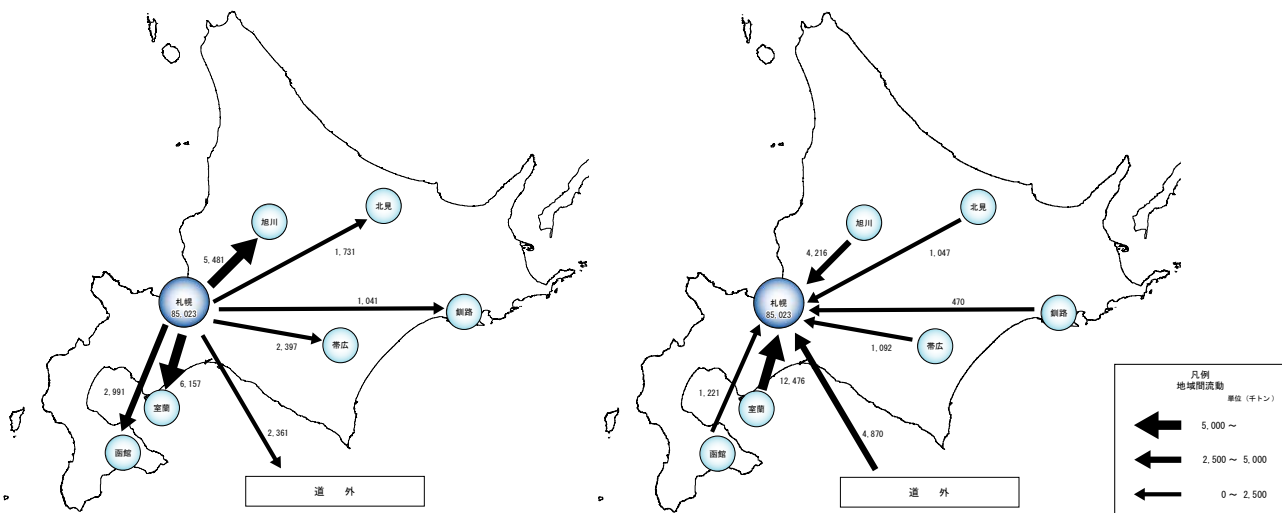 旭川
北見
5,481
1,731
札幌
85,023
1,041
釧路
2,397
帯広
2,991
6,157
室蘭
2,361
函館
道 外
旭川
北見
4,216
1,047
札幌
85,023
470
釧路
1,092
帯広
1,221
12,476
室蘭
4,870
函館
道 外
凡例
地域間流動
単位（千トン）
5,000～
2,500～5,000
0～2,500